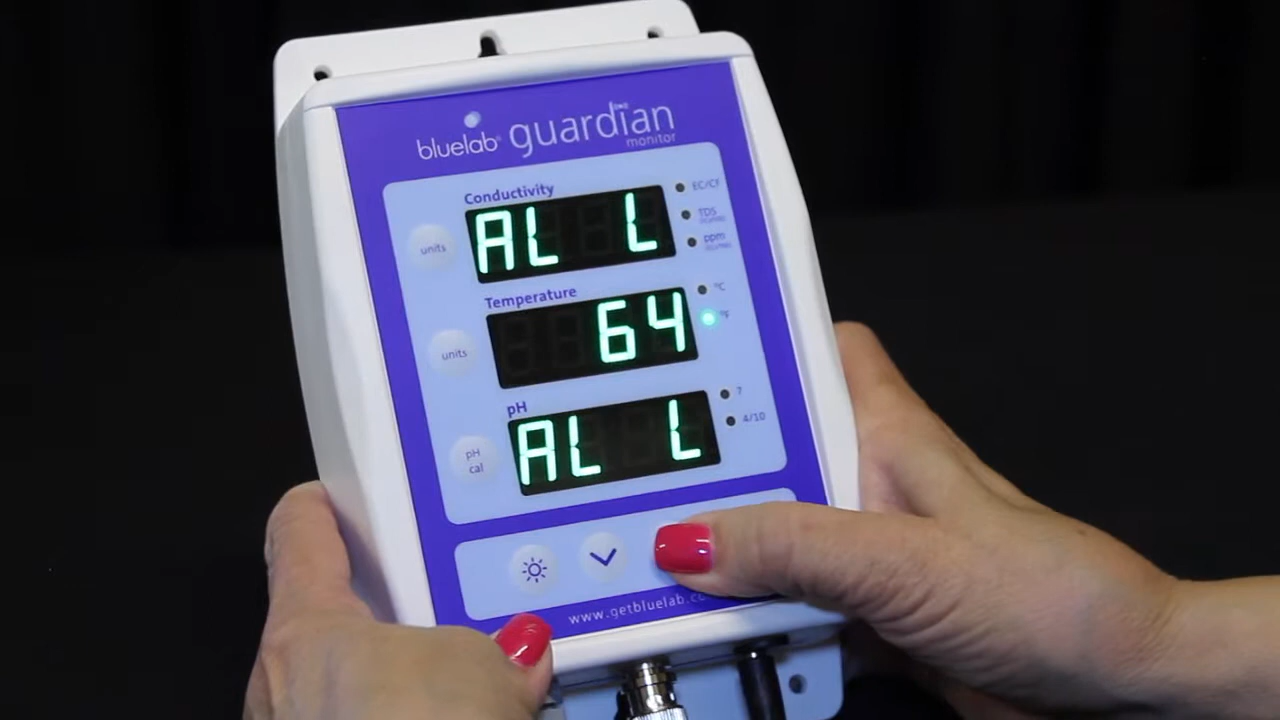 bluelab® guardian
monitor
Conductivity
units
AL L
EC/CF
TDS
ppm
Temperature
units
64
°C
°F
pH
pH
cal
AL L
7
4/10
www.getbluelab.co